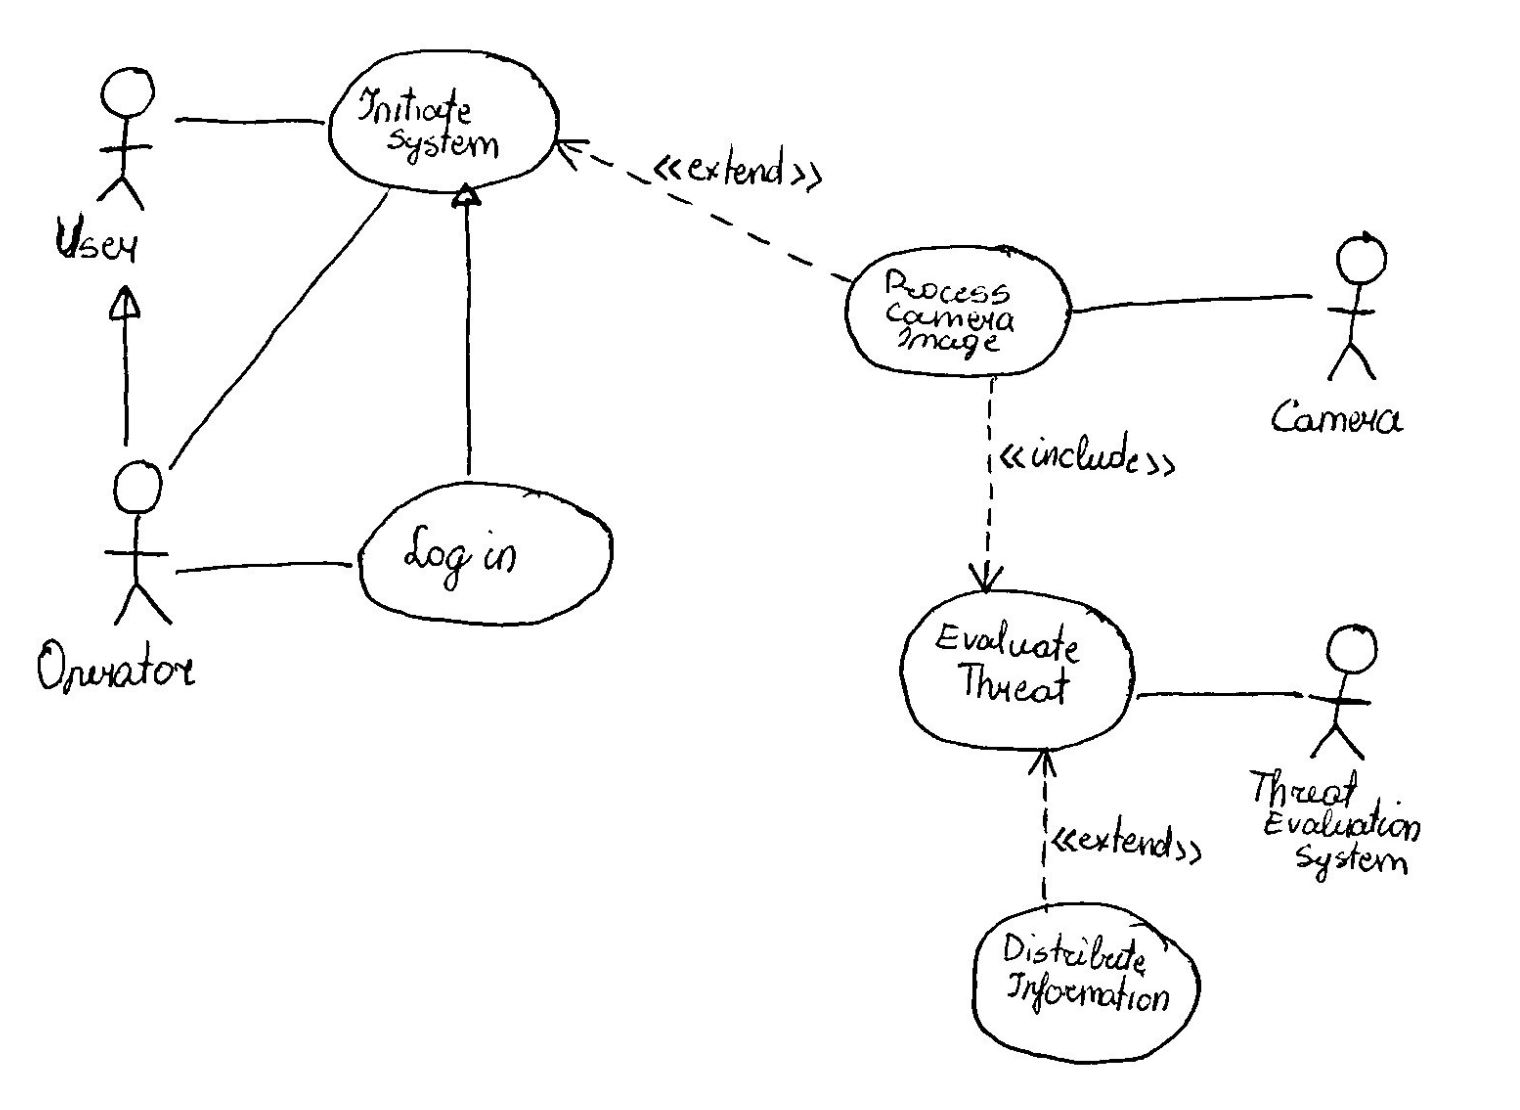 Initiate
System
<<extend>>
User
Process
Camera
Image
Camera
<<include>>
Log in
Operator
Evaluate
Threat
Threat
Evaluation
System
<<extend>>
Distribute
Information